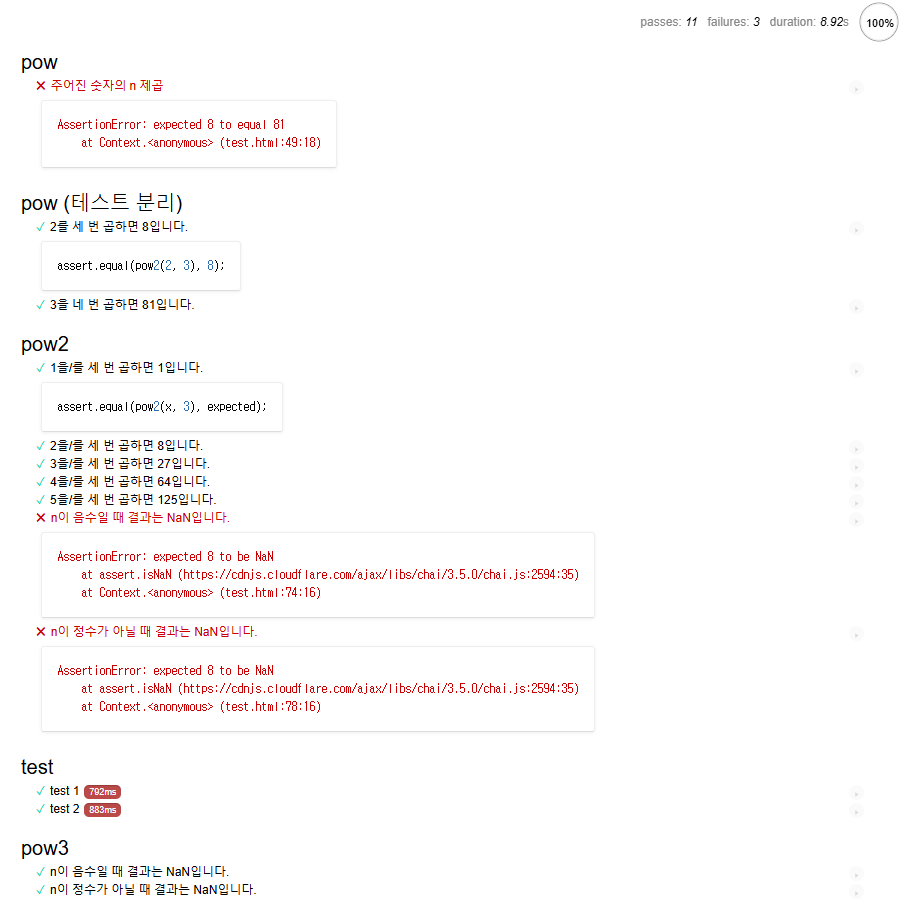 passes: 11 failures: 3 duration: 8.92s 100%
pow
✕ 주어진 숫자의 n 제곱
AssertionError: expected 8 to equal 81
at Context.<anonymous> (test.html:49:18)
pow (테스트 분리)
✓ 2를 세 번 곱하면 8입니다.
assert.equal(pow2(2, 3), 8);
✓ 3을 네 번 곱하면 81입니다.
pow2
✓ 1을/를 세 번 곱하면 1입니다.
assert.equal(pow2(x, 3), expected);
✓ 2을/를 세 번 곱하면 8입니다.
✓ 3을/를 세 번 곱하면 27입니다.
✓ 4을/를 세 번 곱하면 64입니다.
✓ 5을/를 세 번 곱하면 125입니다.
✕ n이 음수일 때 결과는 NaN입니다.
AssertionError: expected 8 to be NaN
at assert.isNaN (https://cdnjs.cloudflare.com/ajax/libs/chai/3.5.0/chai.js:2594:35)
at Context.<anonymous> (test.html:74:16)
✕ n이 정수가 아닐 때 결과는 NaN입니다.
AssertionError: expected 8 to be NaN
at assert.isNaN (https://cdnjs.cloudflare.com/ajax/libs/chai/3.5.0/chai.js:2594:35)
at Context.<anonymous> (test.html:78:16)
test
✓ test 1 792ms
✓ test 2 883ms
pow3
✓ n이 음수일 때 결과는 NaN입니다.
✓ n이 정수가 아닐 때 결과는 NaN입니다.